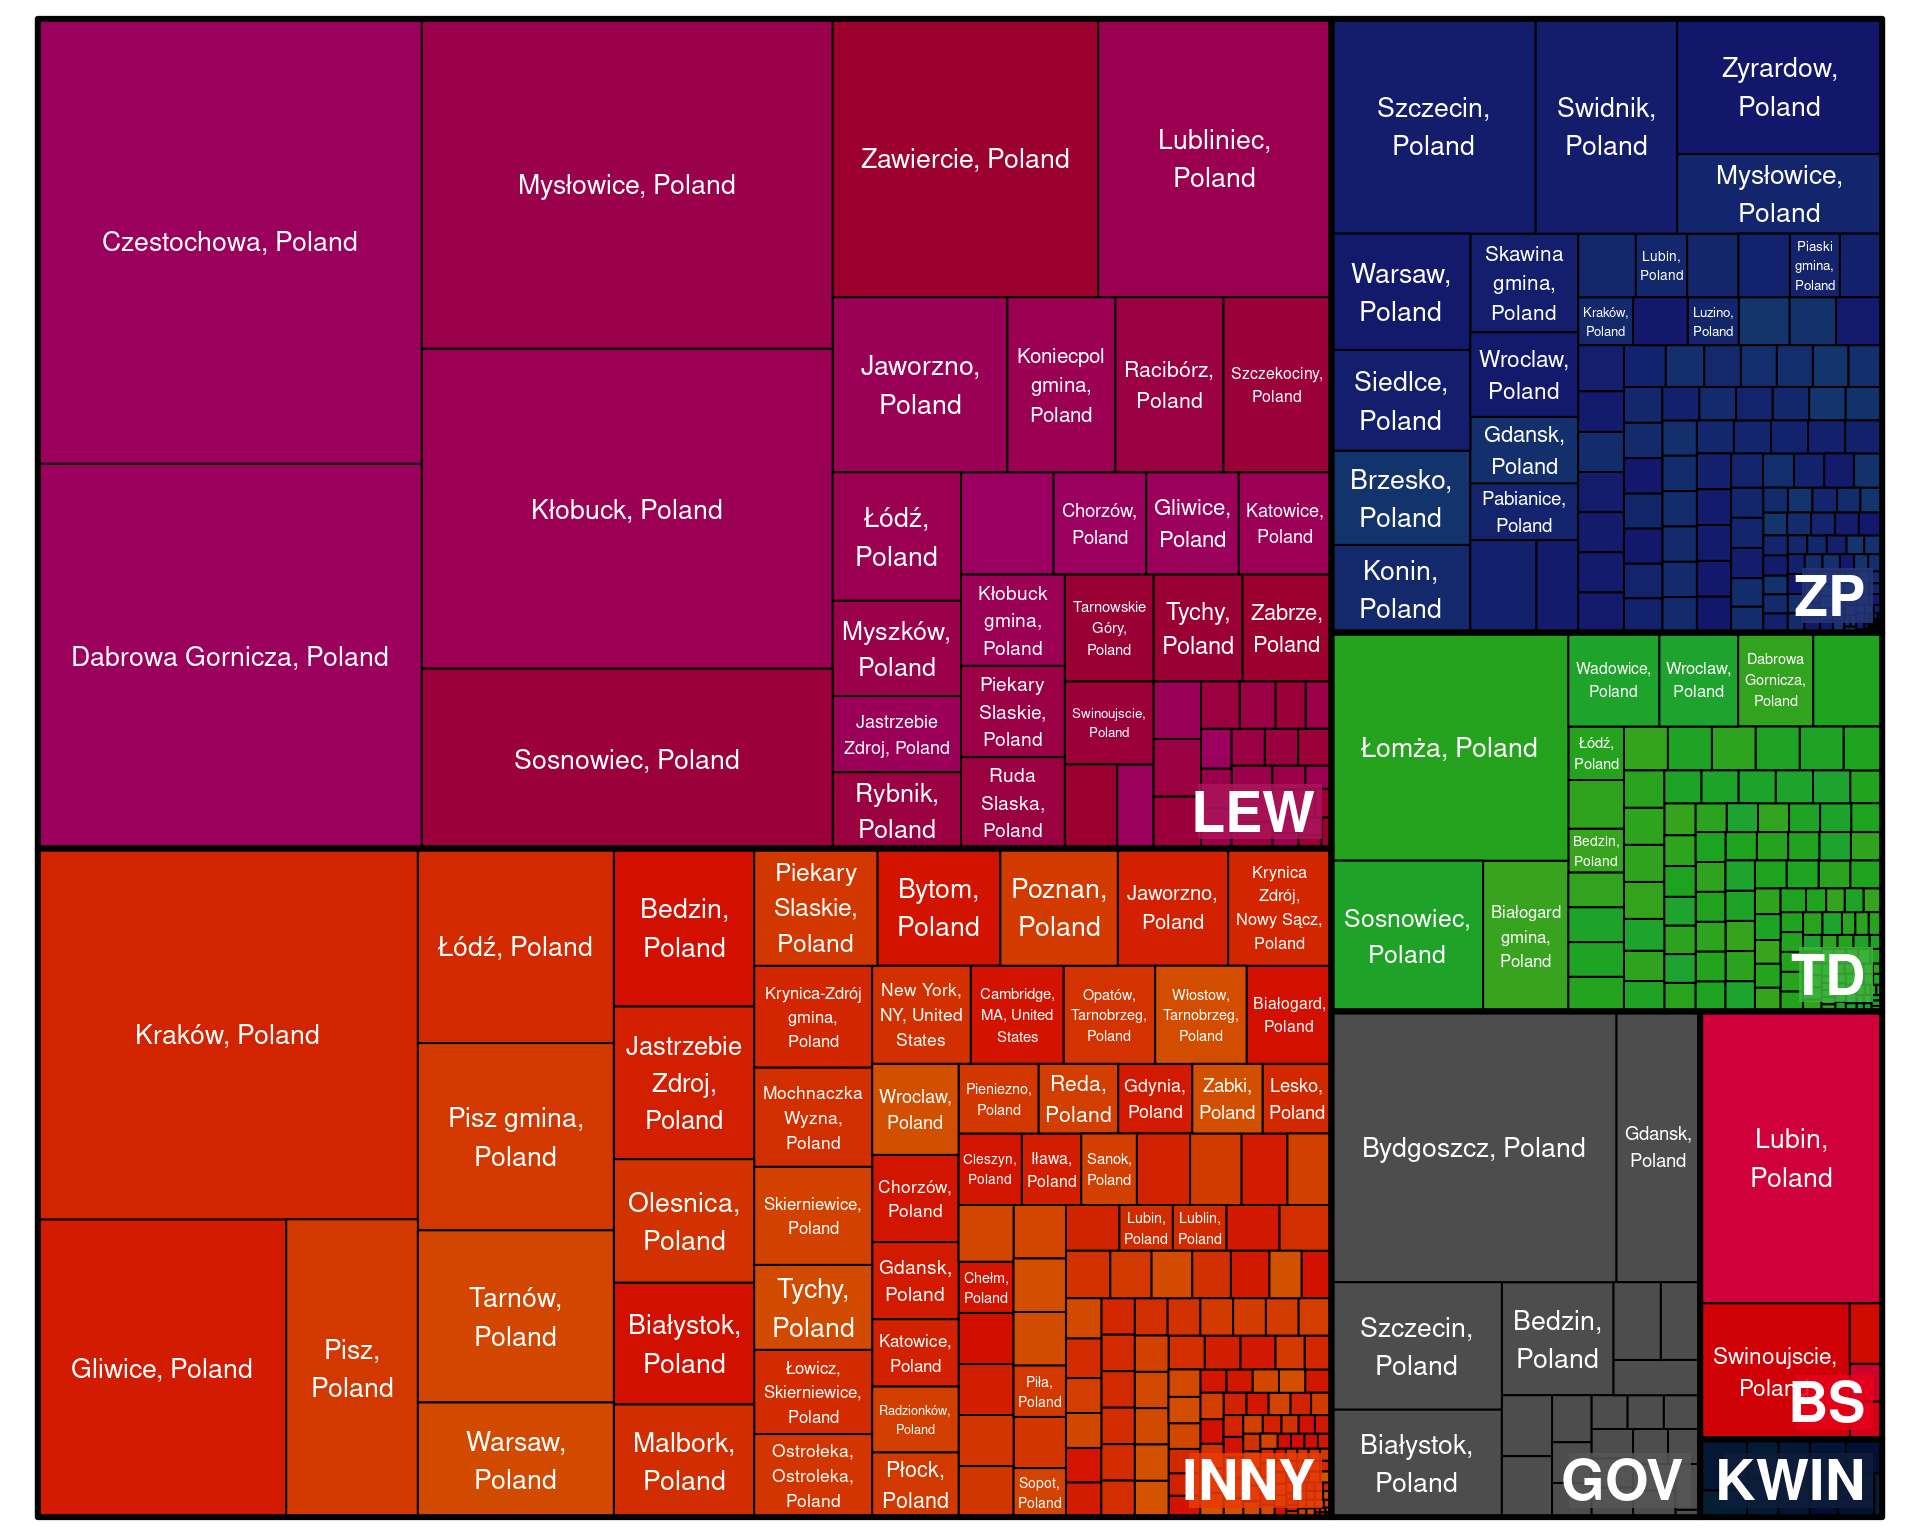 Czestochowa, Poland
Dabrowa Gornicza, Poland
Mysłowice, Poland
Kłobuck, Poland
Sosnowiec, Poland
Zawiercie, Poland
Lubliniec,
Poland
Jaworzno,
Poland
Koniecpol
gmina,
Poland
Racibórz,
Poland
Szczekociny,
Poland
Łódź,
Poland
Myszków,
Poland
Jastrzebie
Zdroj, Poland
Rybnik,
Poland
Chorzów,
Poland
Gliwice,
Poland
Katowice,
Poland
Kłobuck
gmina,
Poland
Piekary
Slaskie,
Poland
Ruda
Slaska,
Poland
Tarnowskie
Góry,
Poland
Tychy,
Poland
Zabrze,
Poland
Swinoujscie,
Poland
LEW
Kraków, Poland
Gliwice, Poland
Pisz,
Poland
Łódź, Poland
Pisz gmina,
Poland
Tarnów,
Poland
Warsaw,
Poland
Bedzin,
Poland
Jastrzebie
Zdroj,
Poland
Olesnica,
Poland
Białystok,
Poland
Malbork,
Poland
Piekary
Slaskie,
Poland
Bytom,
Poland
Poznan,
Poland
Jaworzno,
Poland
Krynica
Zdrój,
Nowy Sącz,
Poland
Krynica-Zdrój
gmina,
Poland
Mochnaczka
Wyzna,
Poland
Skierniewice,
Poland
Tychy,
Poland
Łowicz,
Skierniewice,
Poland
Ostrołeka,
Ostroleka,
Poland
New York,
NY, United
States
Cambridge,
MA, United
States
Opatów,
Tarnobrzeg,
Poland
Włostow,
Tarnobrzeg,
Poland
Białogard,
Poland
Wroclaw,
Poland
Chorzów,
Poland
Gdansk,
Poland
Katowice,
Poland
Radzionków,
Poland
Płock,
Poland
Pieniezno,
Poland
Reda,
Poland
Gdynia,
Poland
Zabki,
Poland
Lesko,
Poland
Cieszyn,
Poland
Iława,
Poland
Sanok,
Poland
Lubin,
Poland
Lublin,
Poland
Chełm,
Poland
Piła,
Poland
Sopot,
Poland
INNY
Szczecin,
Poland
Swidnik,
Poland
Zyrardow,
Poland
Mysłowice,
Poland
Warsaw,
Poland
Siedlce,
Poland
Brzesko,
Poland
Konin,
Poland
Skawina
gmina,
Poland
Wroclaw,
Poland
Gdansk,
Poland
Pabianice,
Poland
Lubin,
Poland
Piaski
gmina,
Poland
Kraków,
Poland
Luzino,
Poland
ZP
Łomża, Poland
Sosnowiec,
Poland
Białogard
gmina,
Poland
Wadowice,
Poland
Wroclaw,
Poland
Dabrowa
Gornicza,
Poland
Łódź,
Poland
Bedzin,
Poland
TD
Bydgoszcz, Poland
Gdansk,
Poland
Szczecin,
Poland
Bedzin,
Poland
Białystok,
Poland
GOV
Lubin,
Poland
Swinoujscie,
Poland
BS
KWIN